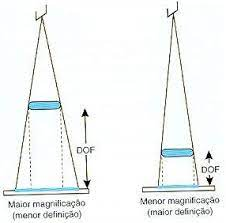 DOF
DOF
Maior magnificação
(menor definição)
Menor magnificação
(maior definição)